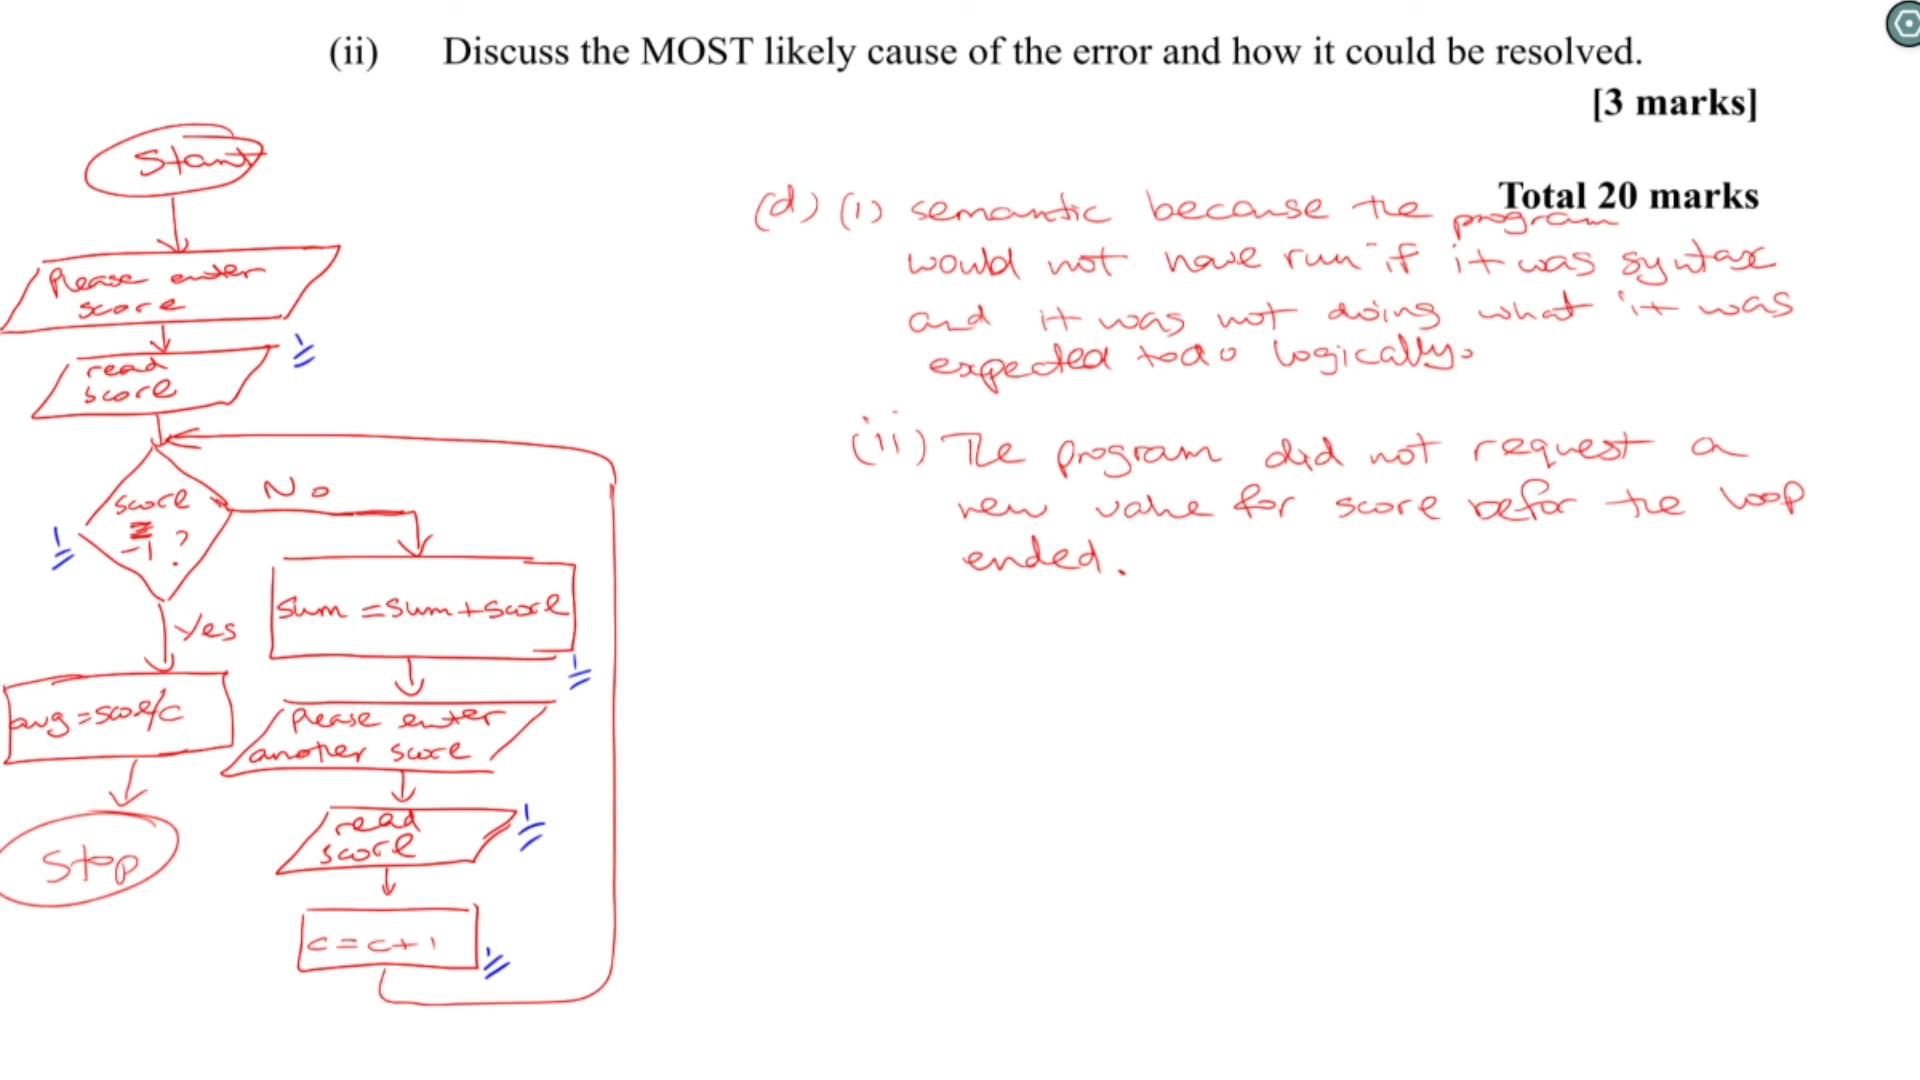 (ii) Discuss the MOST likely cause of the error and how it could be resolved.
[3 marks]
Total 20 marks
Start
Please enter
score
read
score
score
=
-1 ?
No
Yes
sum = sum + score
please enter
another score
read
score
c = c + 1
avg = score/c
Stop
(d) (i) semantic because the program
would not have run if it was syntax
and it was not doing what it was
expected to do logically.
(ii) The program did not request a
new value for score befor the loop
ended.